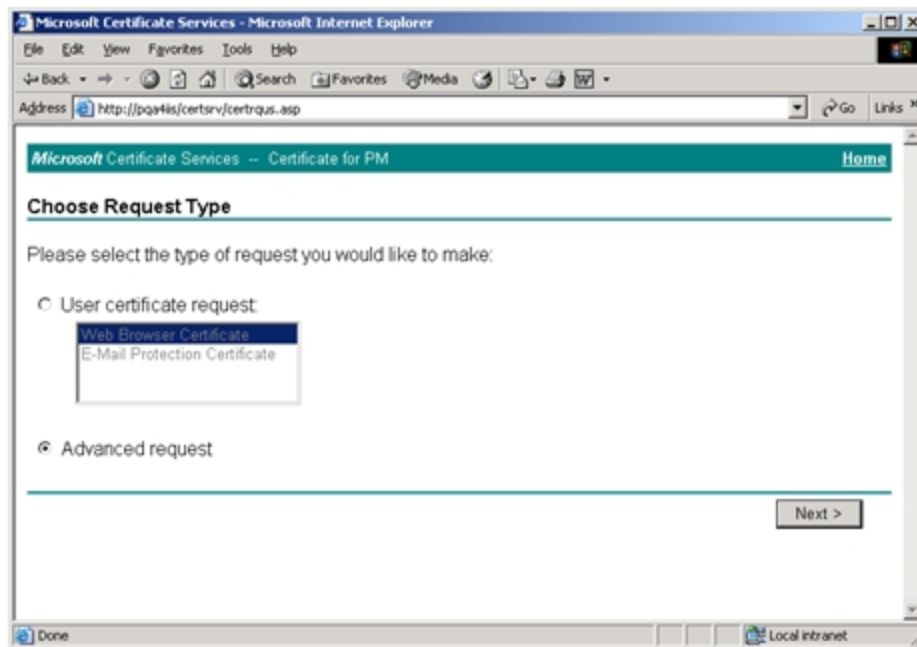 Microsoft Certificate Services - Microsoft Internet Explorer
File Edit View Favorites Tools Help
Back Search Favorites Media
Address http://pqa4iis/certsrv/certrqus.asp Go Links »
Microsoft Certificate Services -- Certificate for PM Home
Choose Request Type
Please select the type of request you would like to make:
User certificate request:
Web Browser Certificate
E-Mail Protection Certificate
Advanced request
Next >
Done Local intranet